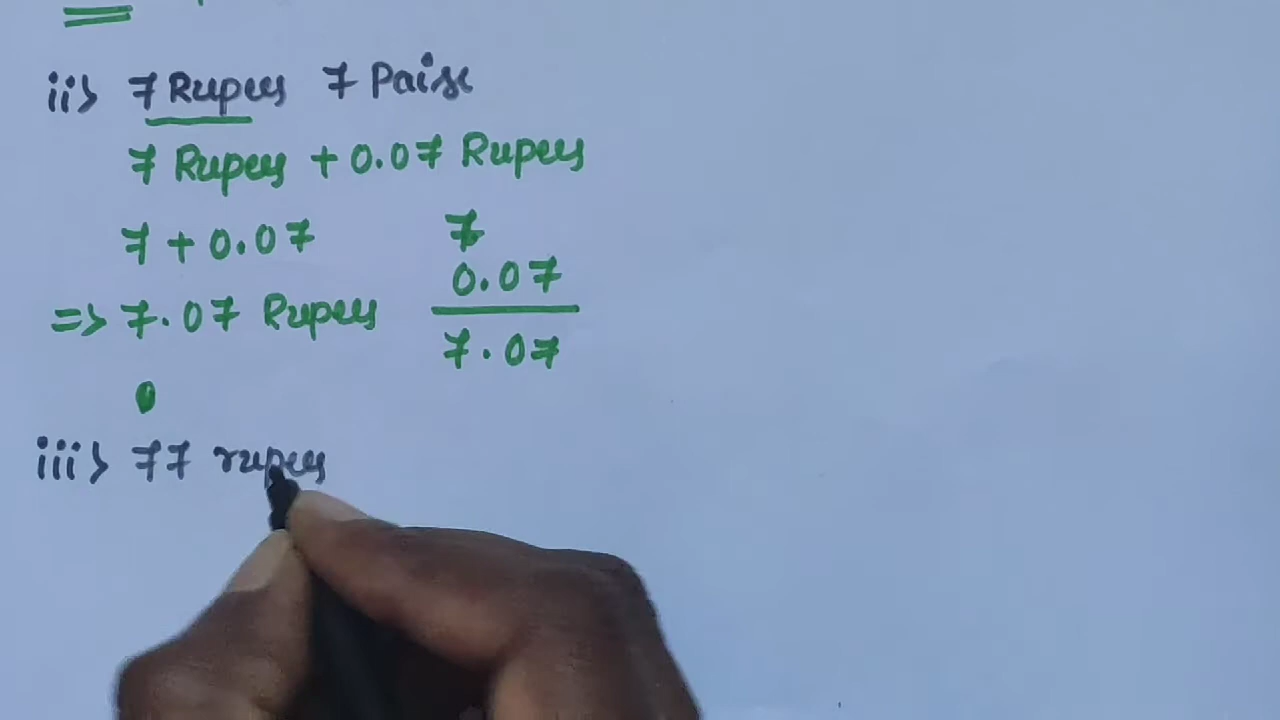 ii> 7 Rupees 7 Paise
7 Rupees + 0.07 Rupees
7 + 0.07
=> 7.07 Rupees
7
0.07
7.07
iii> 77 rupees